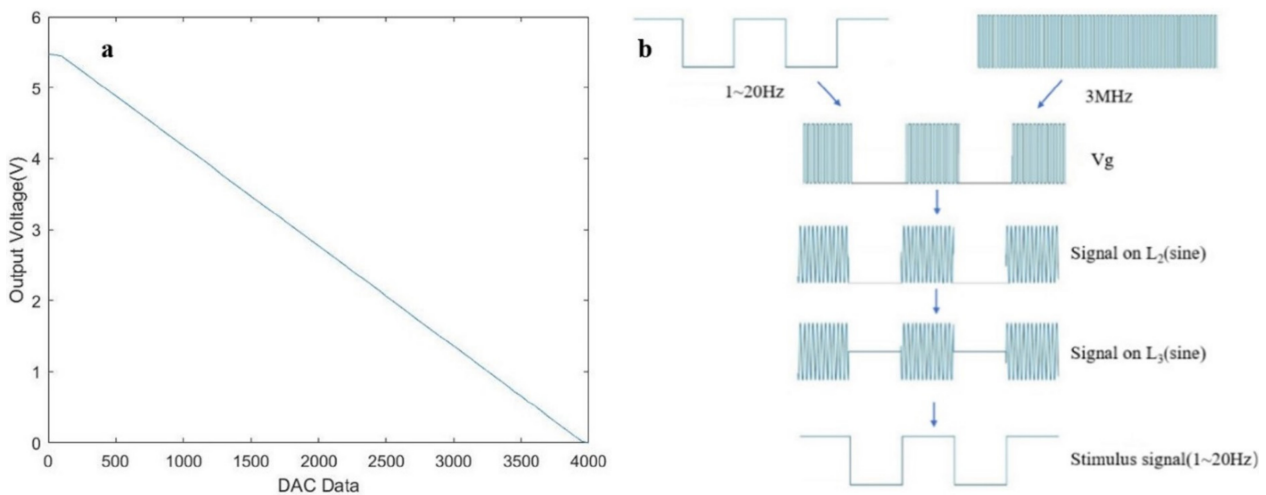 a
6
5
4
3
2
1
0
Output Voltage(V)
0 500 1000 1500 2000 2500 3000 3500 4000
DAC Data
b
1~20Hz
3MHz
Vg
Signal on L₂(sine)
Signal on L₃(sine)
Stimulus signal(1~20Hz)